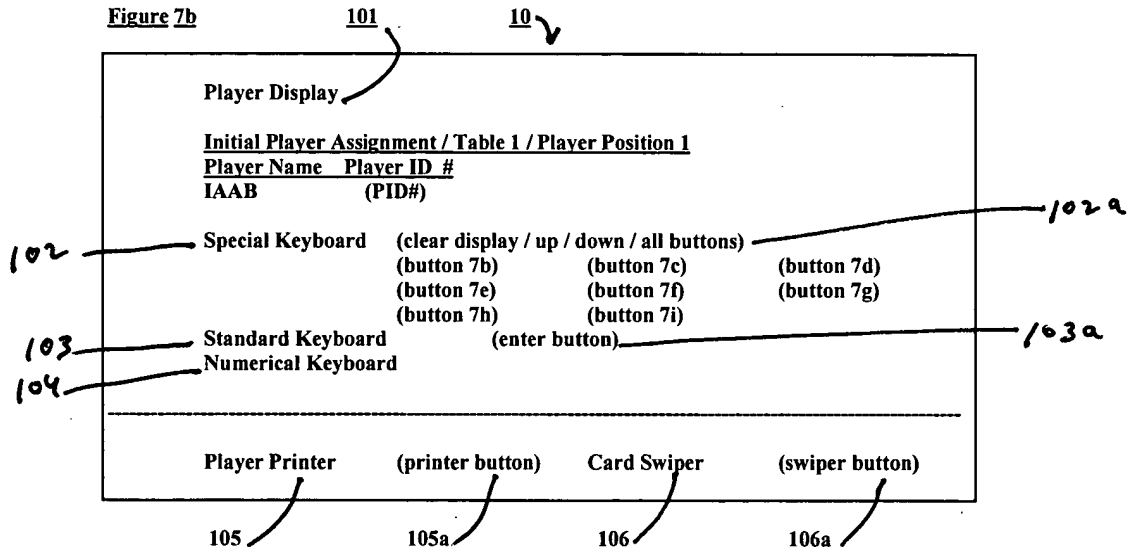 Figure 7b 101 10
Player Display
Initial Player Assignment / Table 1 / Player Position 1
Player Name Player ID #
IAAB (PID#)
102a
102 Special Keyboard (clear display / up / down / all buttons)
(button 7b) (button 7c) (button 7d)
(button 7e) (button 7f) (button 7g)
(button 7h) (button 7i)
103 Standard Keyboard (enter button) 103a
104 Numerical Keyboard
Player Printer (printer button) Card Swiper (swiper button)
105 105a 106 106a